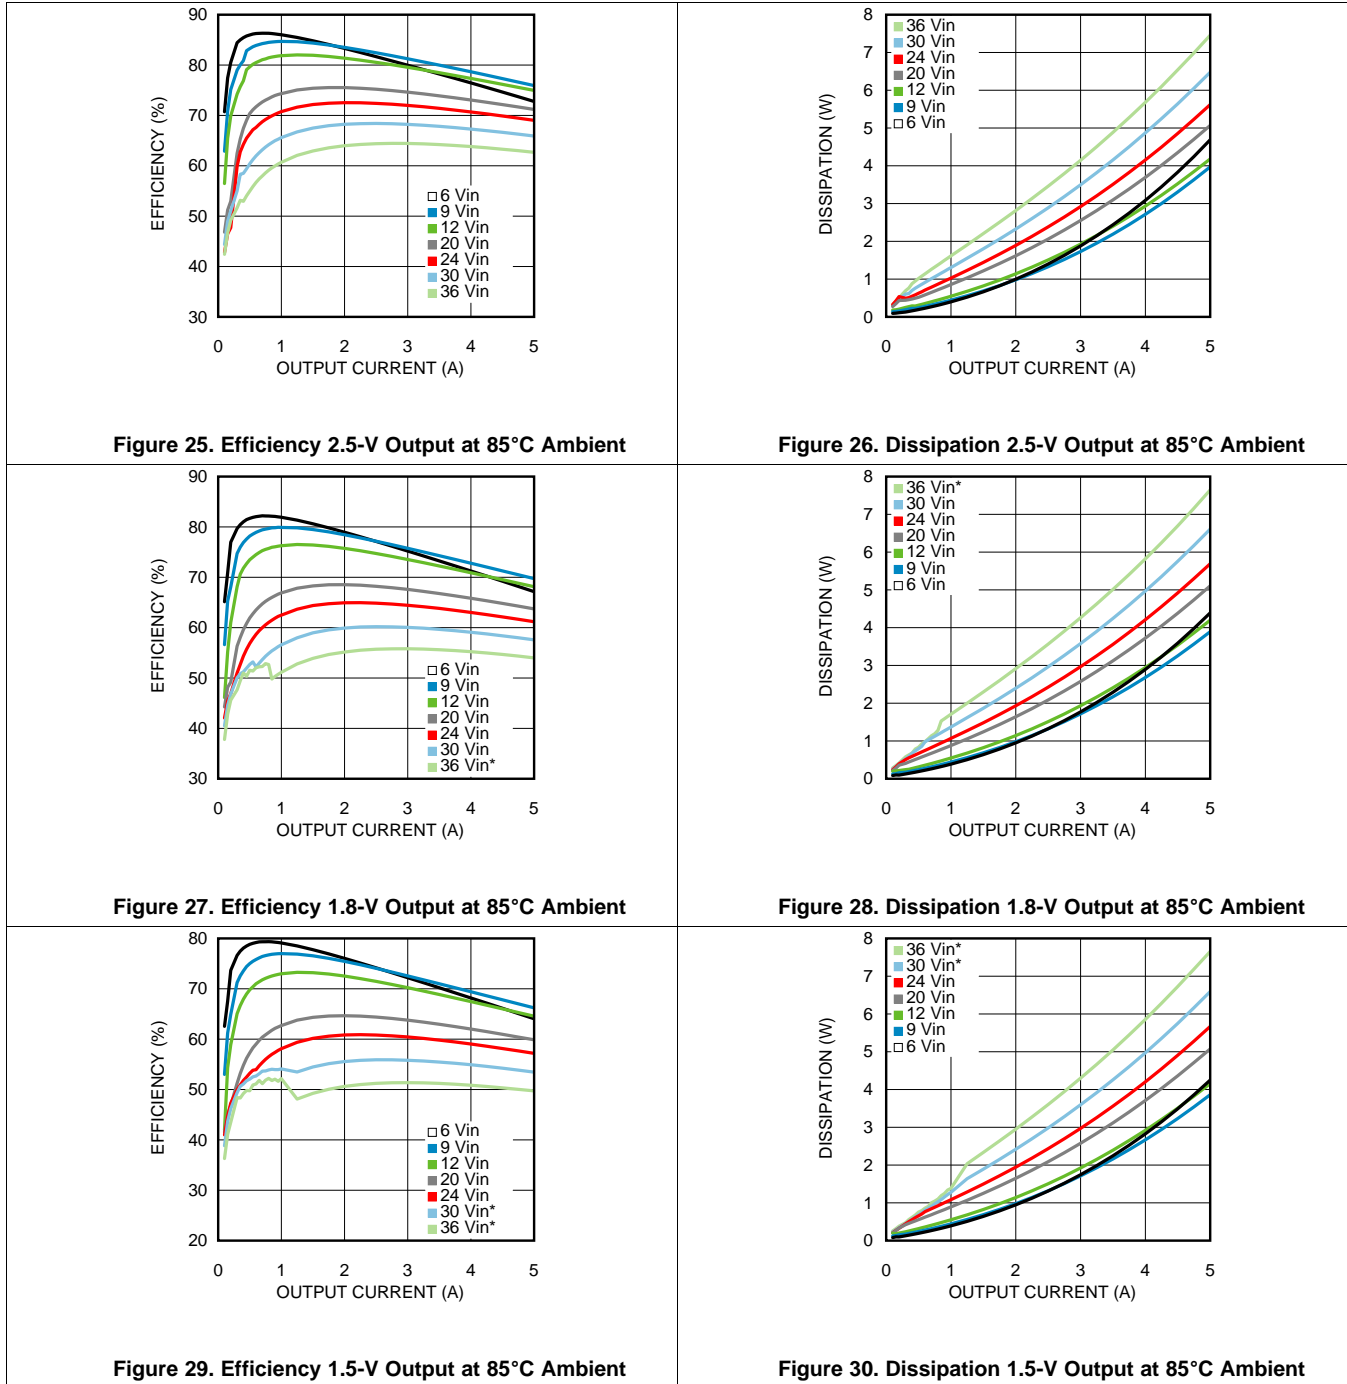 90
80
70
60
50
40
30
EFFICIENCY (%)
6 Vin
9 Vin
12 Vin
20 Vin
24 Vin
30 Vin
36 Vin
0 1 2 3 4 5
OUTPUT CURRENT (A)
Figure 25. Efficiency 2.5-V Output at 85°C Ambient
8
7
6
5
4
3
2
1
0
DISSIPATION (W)
36 Vin
30 Vin
24 Vin
20 Vin
12 Vin
9 Vin
6 Vin
0 1 2 3 4 5
OUTPUT CURRENT (A)
Figure 26. Dissipation 2.5-V Output at 85°C Ambient
90
80
70
60
50
40
30
EFFICIENCY (%)
6 Vin
9 Vin
12 Vin
20 Vin
24 Vin
30 Vin
36 Vin*
0 1 2 3 4 5
OUTPUT CURRENT (A)
Figure 27. Efficiency 1.8-V Output at 85°C Ambient
8
7
6
5
4
3
2
1
0
DISSIPATION (W)
36 Vin*
30 Vin
24 Vin
20 Vin
12 Vin
9 Vin
6 Vin
0 1 2 3 4 5
OUTPUT CURRENT (A)
Figure 28. Dissipation 1.8-V Output at 85°C Ambient
80
70
60
50
40
30
20
EFFICIENCY (%)
6 Vin
9 Vin
12 Vin
20 Vin
24 Vin
30 Vin*
36 Vin*
0 1 2 3 4 5
OUTPUT CURRENT (A)
Figure 29. Efficiency 1.5-V Output at 85°C Ambient
8
7
6
5
4
3
2
1
0
DISSIPATION (W)
36 Vin*
30 Vin*
24 Vin
20 Vin
12 Vin
9 Vin
6 Vin
0 1 2 3 4 5
OUTPUT CURRENT (A)
Figure 30. Dissipation 1.5-V Output at 85°C Ambient